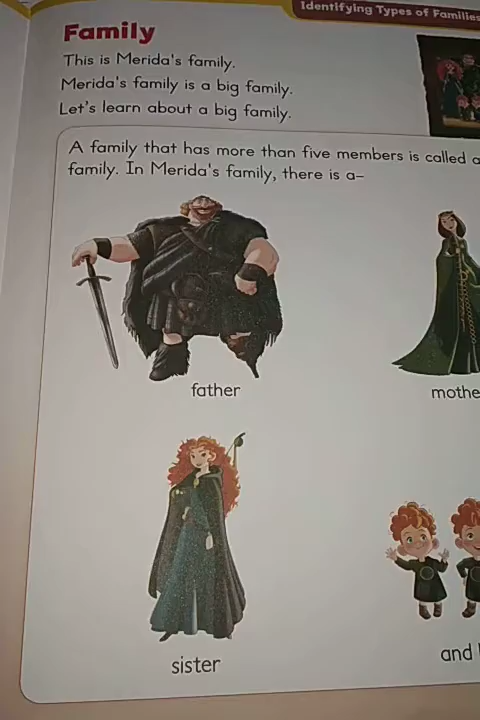 Identifying Types of Families
Family
This is Merida's family.
Merida's family is a big family.
Let's learn about a big family.
A family that has more than five members is called a
family. In Merida's family, there is a–
father
mothe
sister
and